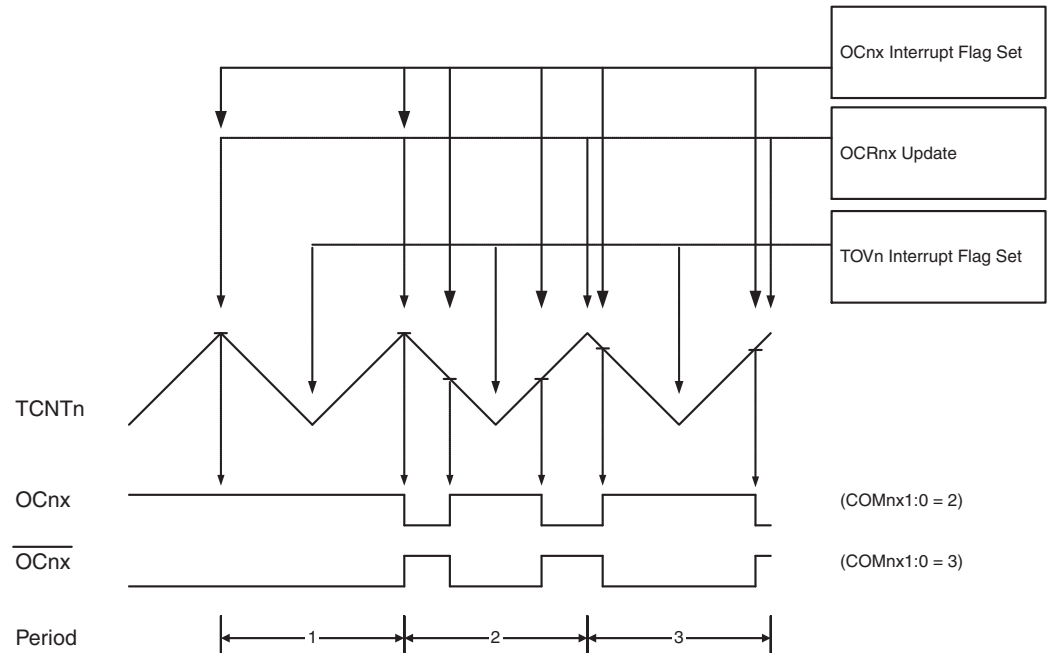 OCnx Interrupt Flag Set
OCRnx Update
TOVn Interrupt Flag Set
TCNTn
OCnx
(COMnx1:0 = 2)
OCnx
(COMnx1:0 = 3)
Period
1
2
3